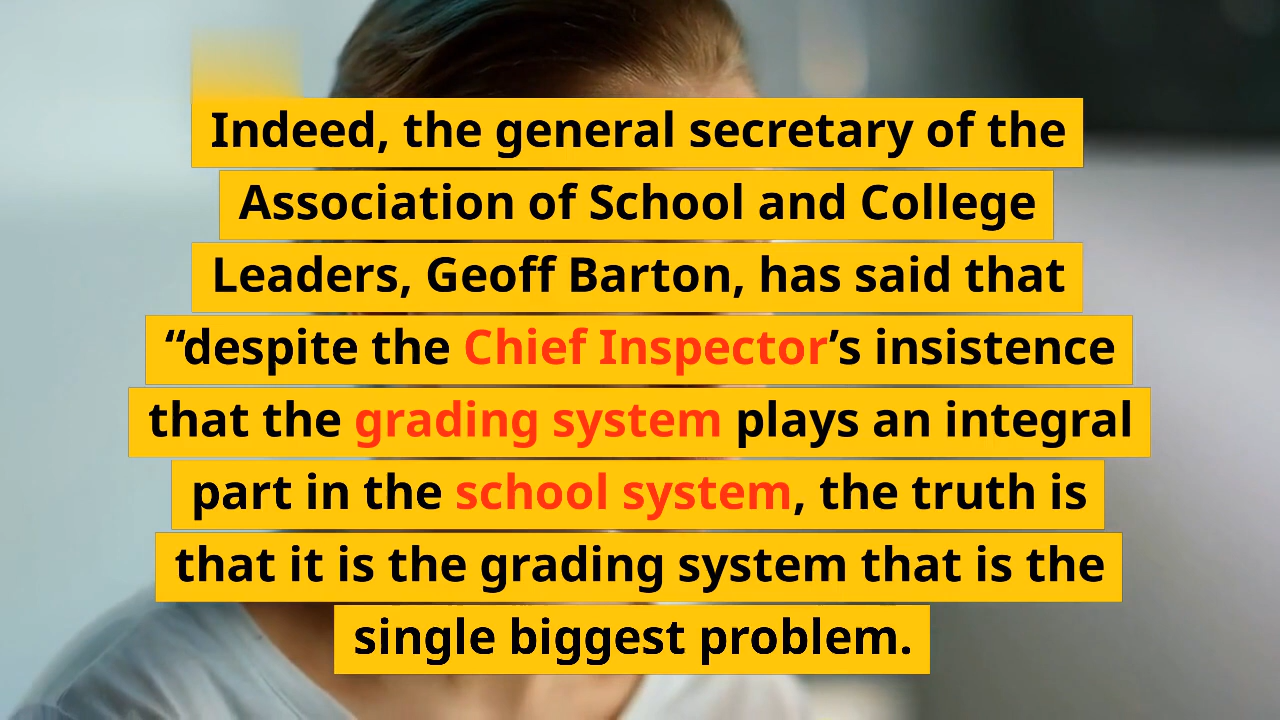 Indeed, the general secretary of the
Association of School and College
Leaders, Geoff Barton, has said that
“despite the Chief Inspector’s insistence
that the grading system plays an integral
part in the school system, the truth is
that it is the grading system that is the
single biggest problem.